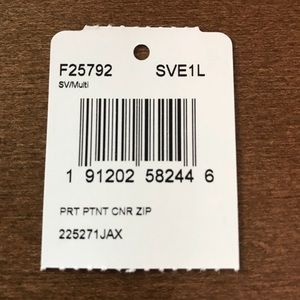 F25792 SVE1L
SV/Multi
1 91202 58244 6
PRT PTNT CNR ZIP
225271JAX